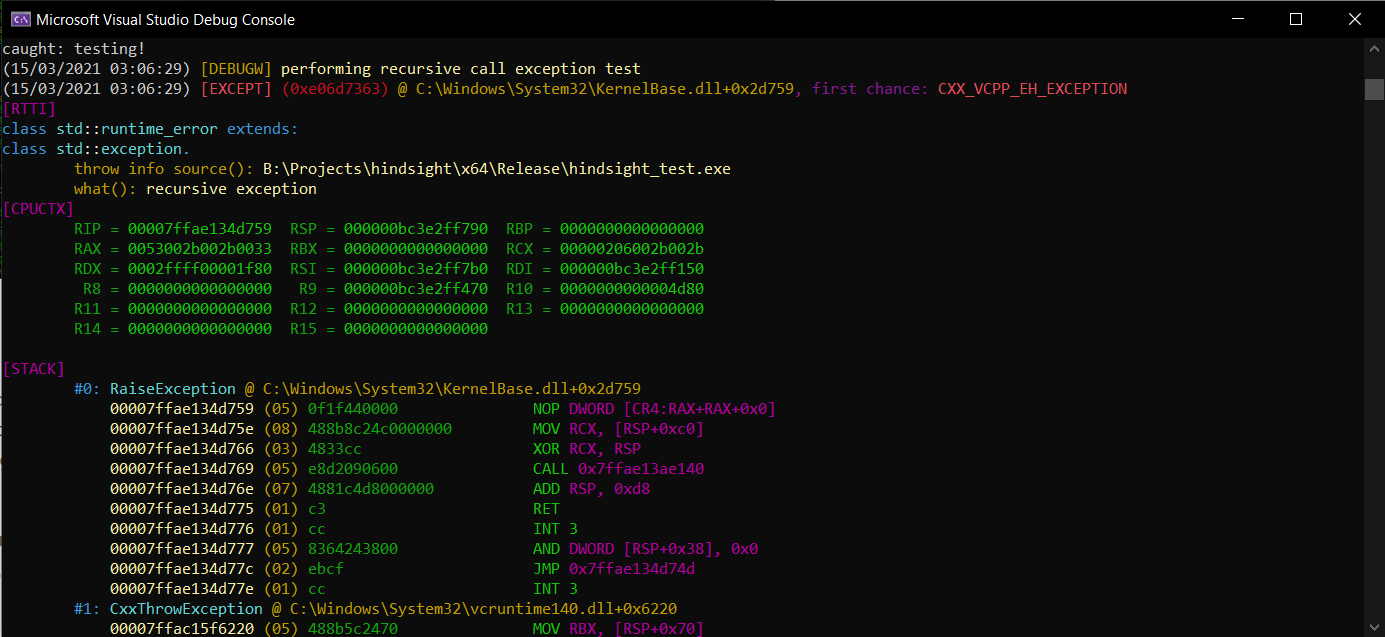 Microsoft Visual Studio Debug Console
caught: testing!
(15/03/2021 03:06:29) [DEBUGW] performing recursive call exception test
(15/03/2021 03:06:29) [EXCEPT] (0xe06d7363) @ C:\Windows\System32\KernelBase.dll+0x2d759, first chance: CXX_VCPP_EH_EXCEPTION
[RTTI]
class std::runtime_error extends:
class std::exception.
throw info source(): B:\Projects\hindsight\x64\Release\hindsight_test.exe
what(): recursive exception
[CPUCTX]
RIP = 00007ffae134d759 RSP = 000000bc3e2ff790 RBP = 0000000000000000
RAX = 0053002b002b0033 RBX = 0000000000000000 RCX = 00000206002b002b
RDX = 0002ffff00001f80 RSI = 000000bc3e2ff7b0 RDI = 000000bc3e2ff150
R8 = 0000000000000000 R9 = 000000bc3e2ff470 R10 = 0000000000004d80
R11 = 0000000000000000 R12 = 0000000000000000 R13 = 0000000000000000
R14 = 0000000000000000 R15 = 0000000000000000
[STACK]
#0: RaiseException @ C:\Windows\System32\KernelBase.dll+0x2d759
00007ffae134d759 (05) 0f1f440000 NOP DWORD [CR4:RAX+RAX+0x0]
00007ffae134d75e (08) 488b8c24c0000000 MOV RCX, [RSP+0xc0]
00007ffae134d766 (03) 4833cc XOR RCX, RSP
00007ffae134d769 (05) e8d2090600 CALL 0x7ffae13ae140
00007ffae134d76e (07) 4881c4d8000000 ADD RSP, 0xd8
00007ffae134d775 (01) c3 RET
00007ffae134d776 (01) cc INT 3
00007ffae134d777 (05) 8364243800 AND DWORD [RSP+0x38], 0x0
00007ffae134d77c (02) ebcf JMP 0x7ffae134d74d
00007ffae134d77e (01) cc INT 3
#1: CxxThrowException @ C:\Windows\System32\vcruntime140.dll+0x6220
00007ffac15f6220 (05) 488b5c2470 MOV RBX, [RSP+0x70]